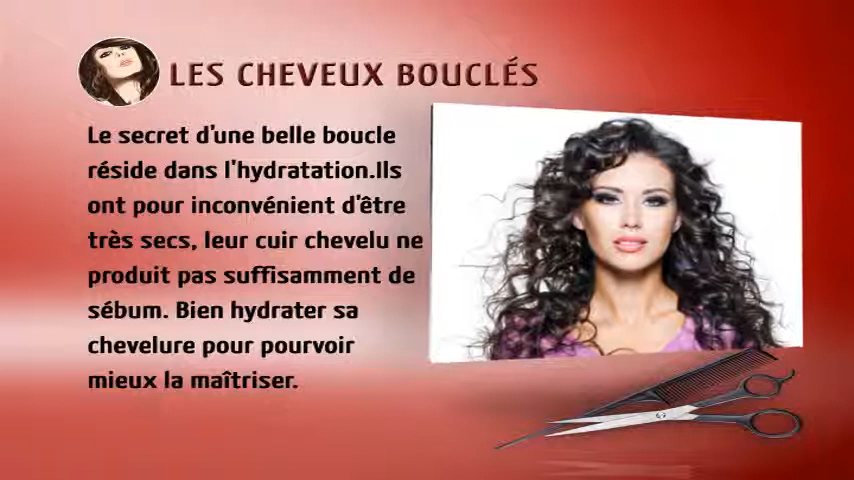 LES CHEVEUX BOUCLÉS
Le secret d'une belle boucle
réside dans l'hydratation.Ils
ont pour inconvénient d'être
très secs, leur cuir chevelu ne
produit pas suffisamment de
sébum. Bien hydrater sa
chevelure pour pourvoir
mieux la maîtriser.